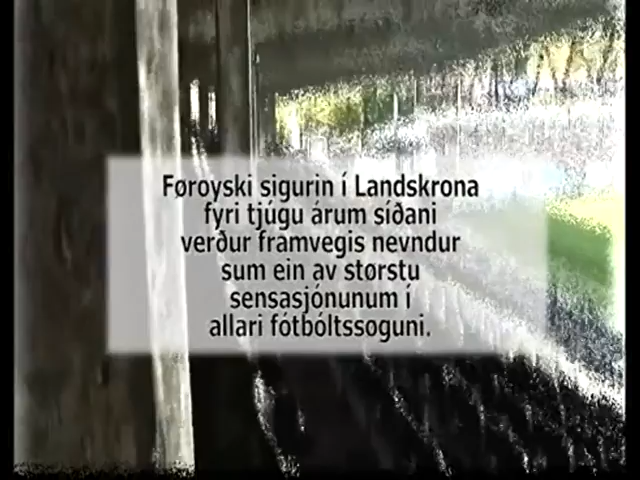 Føroyski sigurin í Landskrona
fyri tjúgu árum síðani
verður framvegis nevndur
sum ein av størstu
sensasjónunum í
allari fótbóltssøguni.